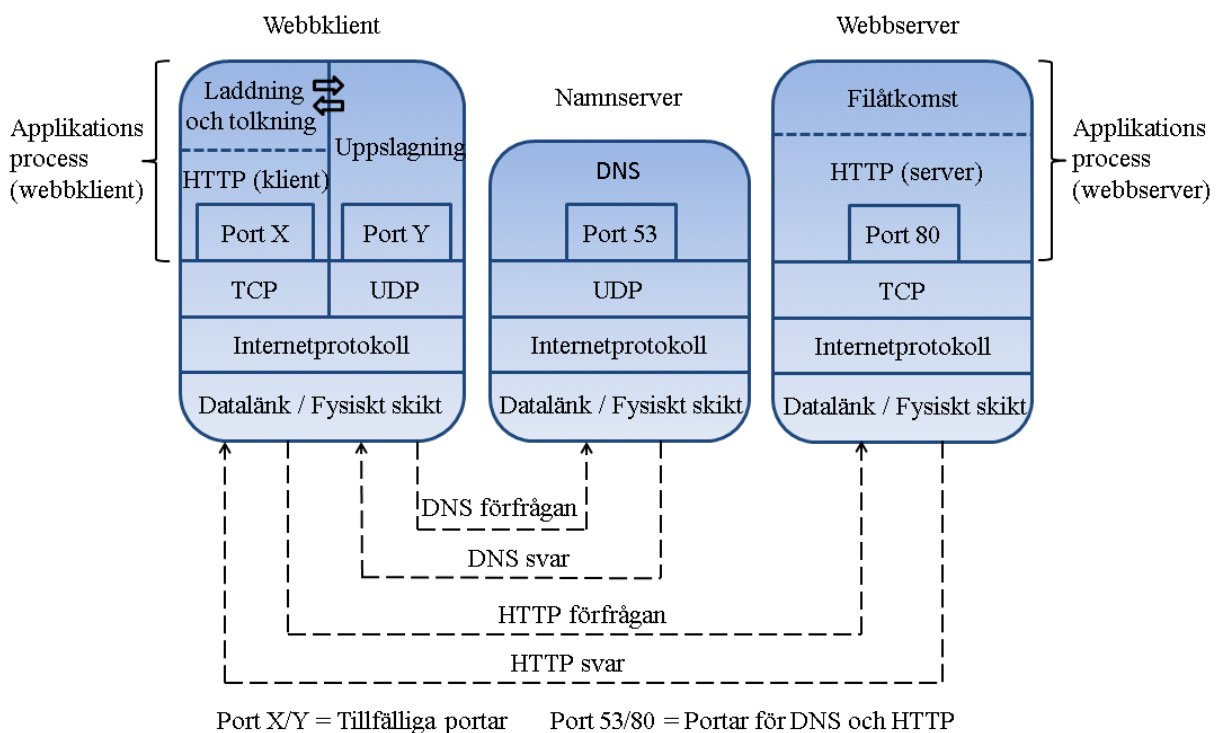 Webbklient
Webbserver
Namnserver
Applikations
process
(webbklient)
Laddning
och tolkning
HTTP (klient)
Port X
TCP
Uppslagning
Port Y
UDP
Internetprotokoll
Datalänk / Fysiskt skikt
DNS
Port 53
UDP
Internetprotokoll
Datalänk / Fysiskt skikt
Filåtkomst
HTTP (server)
Port 80
TCP
Internetprotokoll
Datalänk / Fysiskt skikt
Applikations
process
(webbserver)
DNS förfrågan
DNS svar
HTTP förfrågan
HTTP svar
Port X/Y = Tillfälliga portar
Port 53/80 = Portar för DNS och HTTP